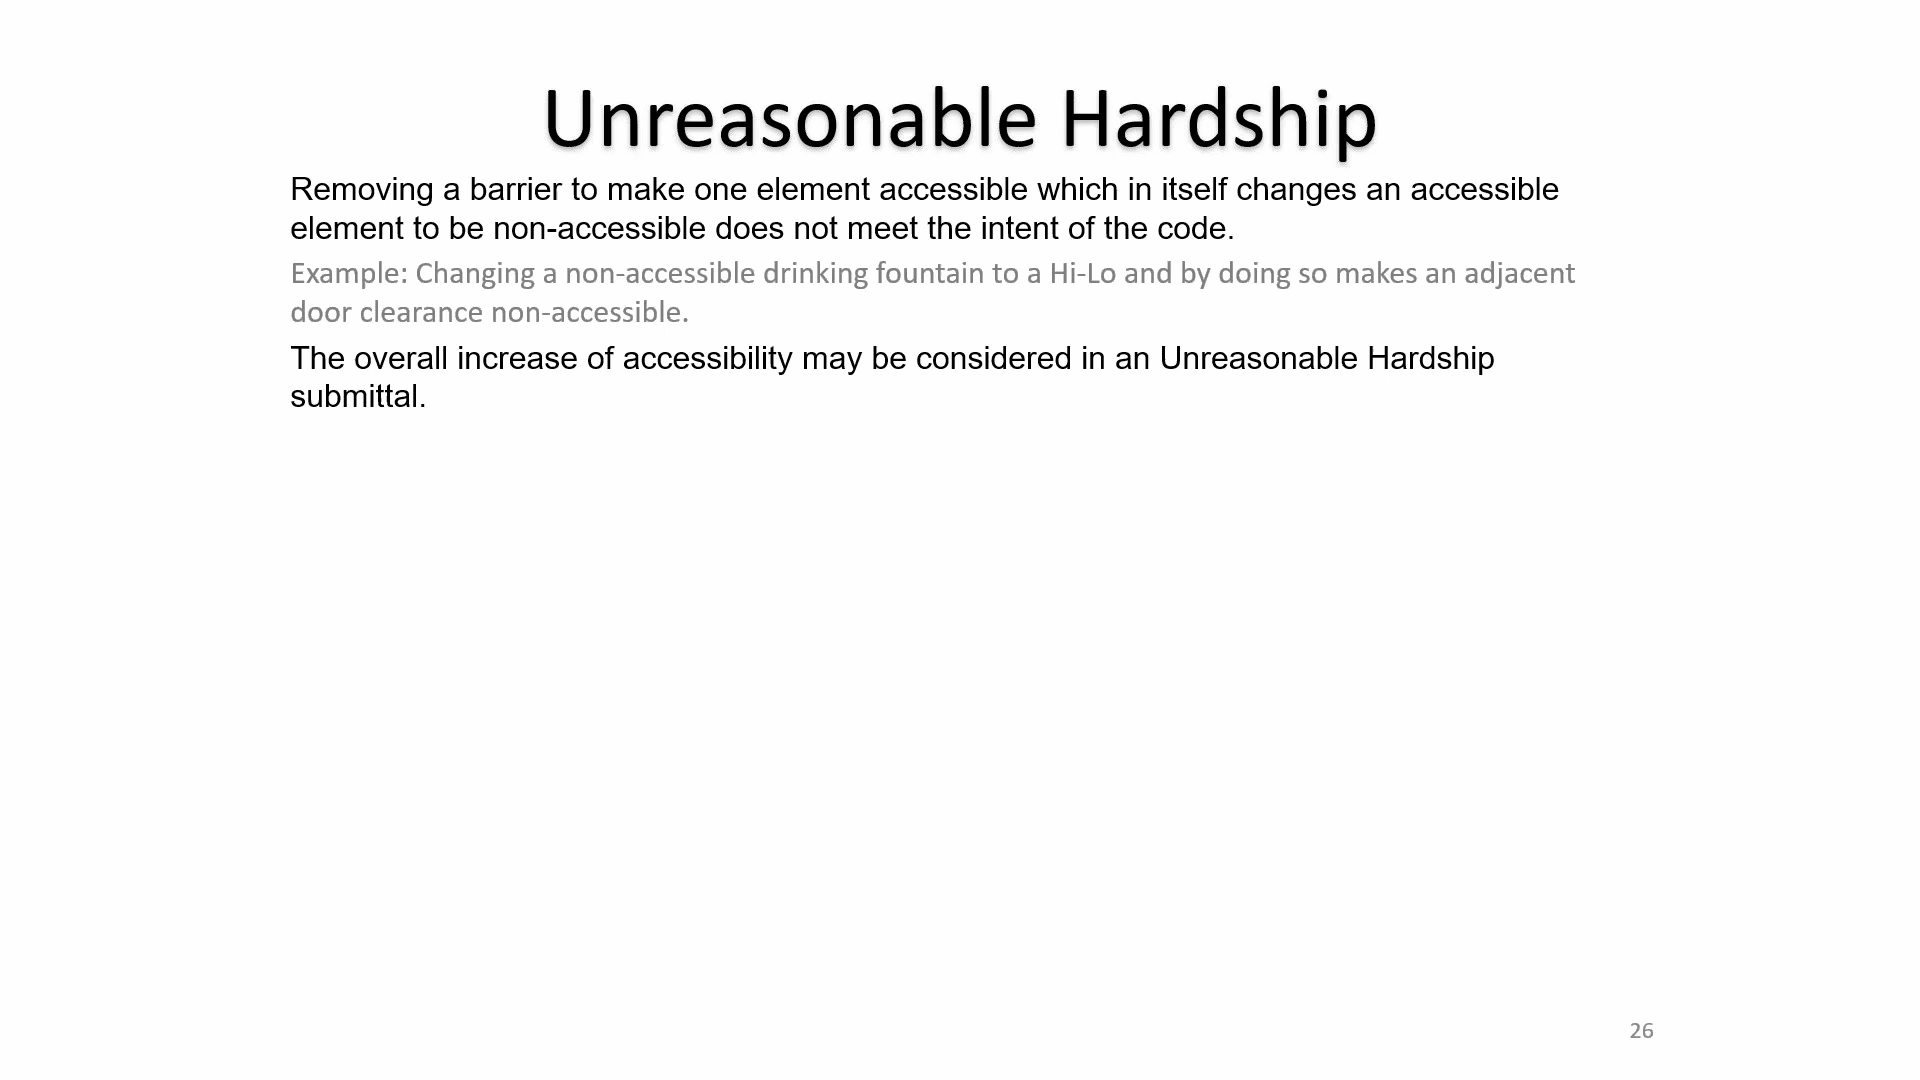 Unreasonable Hardship
Removing a barrier to make one element accessible which in itself changes an accessible
element to be non-accessible does not meet the intent of the code.
Example: Changing a non-accessible drinking fountain to a Hi-Lo and by doing so makes an adjacent
door clearance non-accessible.
The overall increase of accessibility may be considered in an Unreasonable Hardship
submittal.
26